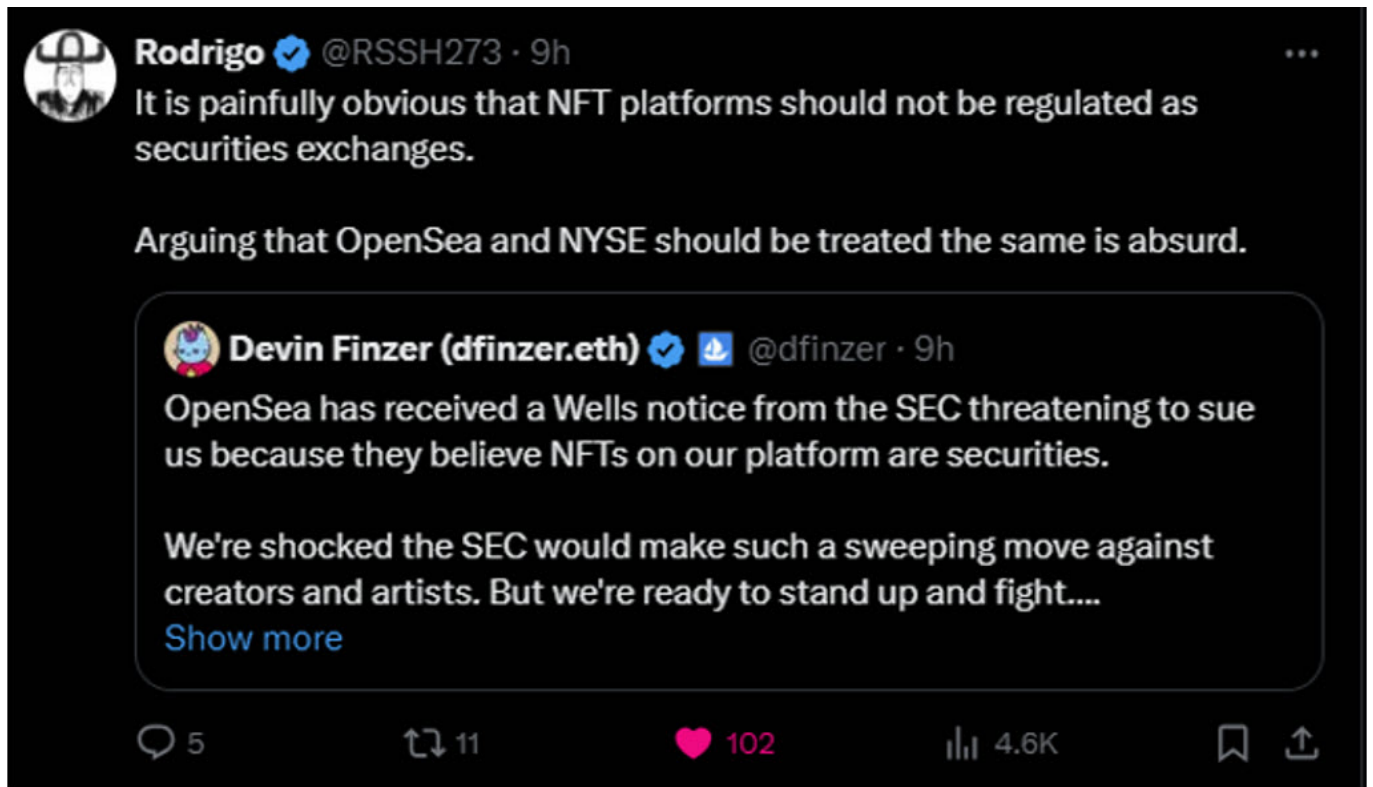 Rodrigo @RSSH273 · 9h
It is painfully obvious that NFT platforms should not be regulated as
securities exchanges.
Arguing that OpenSea and NYSE should be treated the same is absurd.
Devin Finzer (dfinzer.eth) @dfinzer · 9h
OpenSea has received a Wells notice from the SEC threatening to sue
us because they believe NFTs on our platform are securities.
We're shocked the SEC would make such a sweeping move against
creators and artists. But we're ready to stand up and fight....
Show more
5 11 102 4.6K